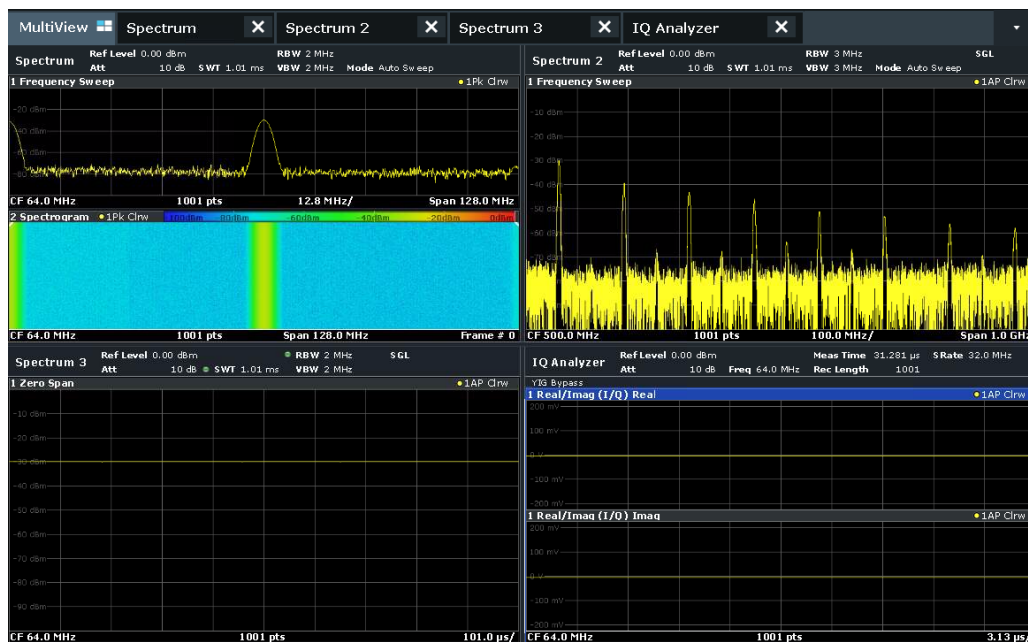 MultiView Spectrum X Spectrum 2 X Spectrum 3 X IQ Analyzer X
Spectrum Ref Level 0.00 dBm RBW 2 MHz
Att 10 dB SWT 1.01 ms VBW 2 MHz Mode Auto Sweep
1 Frequency Sweep 1Pk Clrw
-20 dBm
CF 64.0 MHz 1001 pts 12.8 MHz/ Span 128.0 MHz
2 Spectrogram 1Pk Clrw -100dBm -80dBm -60dBm -40dBm -20dBm 0dBm
CF 64.0 MHz 1001 pts Span 128.0 MHz Frame # 0
Spectrum 2 Ref Level 0.00 dBm RBW 3 MHz SGL
Att 10 dB SWT 1.01 ms VBW 3 MHz Mode Auto Sweep
1 Frequency Sweep 1AP Clrw
-10 dBm
-20 dBm
-30 dBm
-40 dBm
-50 dBm
-60 dBm
-70 dBm
CF 500.0 MHz 1001 pts 100.0 MHz/ Span 1.0 GHz
Spectrum 3 Ref Level 0.00 dBm RBW 2 MHz SGL
Att 10 dB SWT 1.01 ms VBW 2 MHz
1 Zero Span 1AP Clrw
-10 dBm
-20 dBm
-30 dBm
-40 dBm
-50 dBm
-60 dBm
-70 dBm
-80 dBm
-90 dBm
CF 64.0 MHz 1001 pts 101.0 µs/
IQ Analyzer Ref Level 0.00 dBm Meas Time 31.281 µs SRate 32.0 MHz
Att 10 dB Freq 64.0 MHz Rec Length 1001
YIG Bypass
1 Real/Imag (I/Q) Real 1AP Clrw
200 mV
100 mV
0 V
-100 mV
-200 mV
1 Real/Imag (I/Q) Imag 1AP Clrw
200 mV
100 mV
0 V
-100 mV
-200 mV
CF 64.0 MHz 1001 pts 3.13 µs/